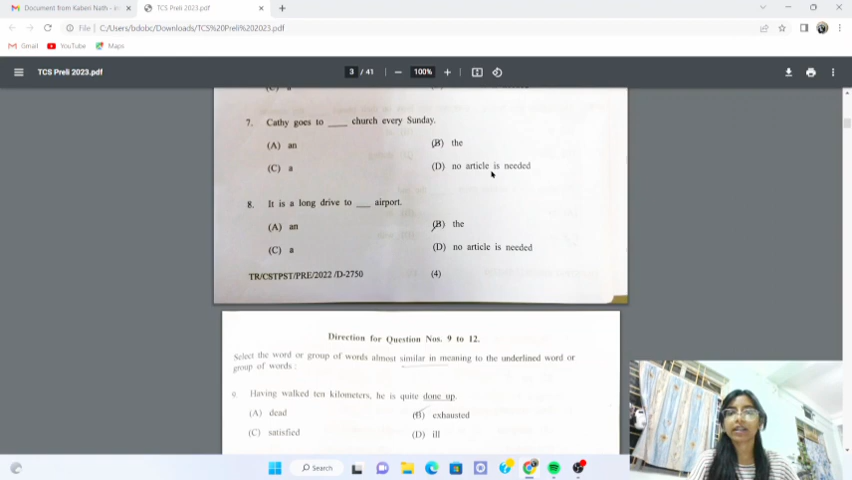 Document from Kaberi Nath - in
TCS Preli 2023.pdf
File
C:/Users/bdobc/Downloads/TCS%20Preli%202023.pdf
Gmail
YouTube
Maps
TCS Preli 2023.pdf
3 / 41
100%
(C) a
7. Cathy goes to ____ church every Sunday.
(A) an
(B) the
(C) a
(D) no article is needed
8. It is a long drive to ___ airport.
(A) an
(B) the
(C) a
(D) no article is needed
TR/CSTPST/PRE/2022 /D-2750
(4)
Direction for Question Nos. 9 to 12.
Select the word or group of words almost similar in meaning to the underlined word or
group of words :
9 Having walked ten kilometers, he is quite done up.
(A) dead
(B) exhausted
(C) satisfied
(D) ill
Search